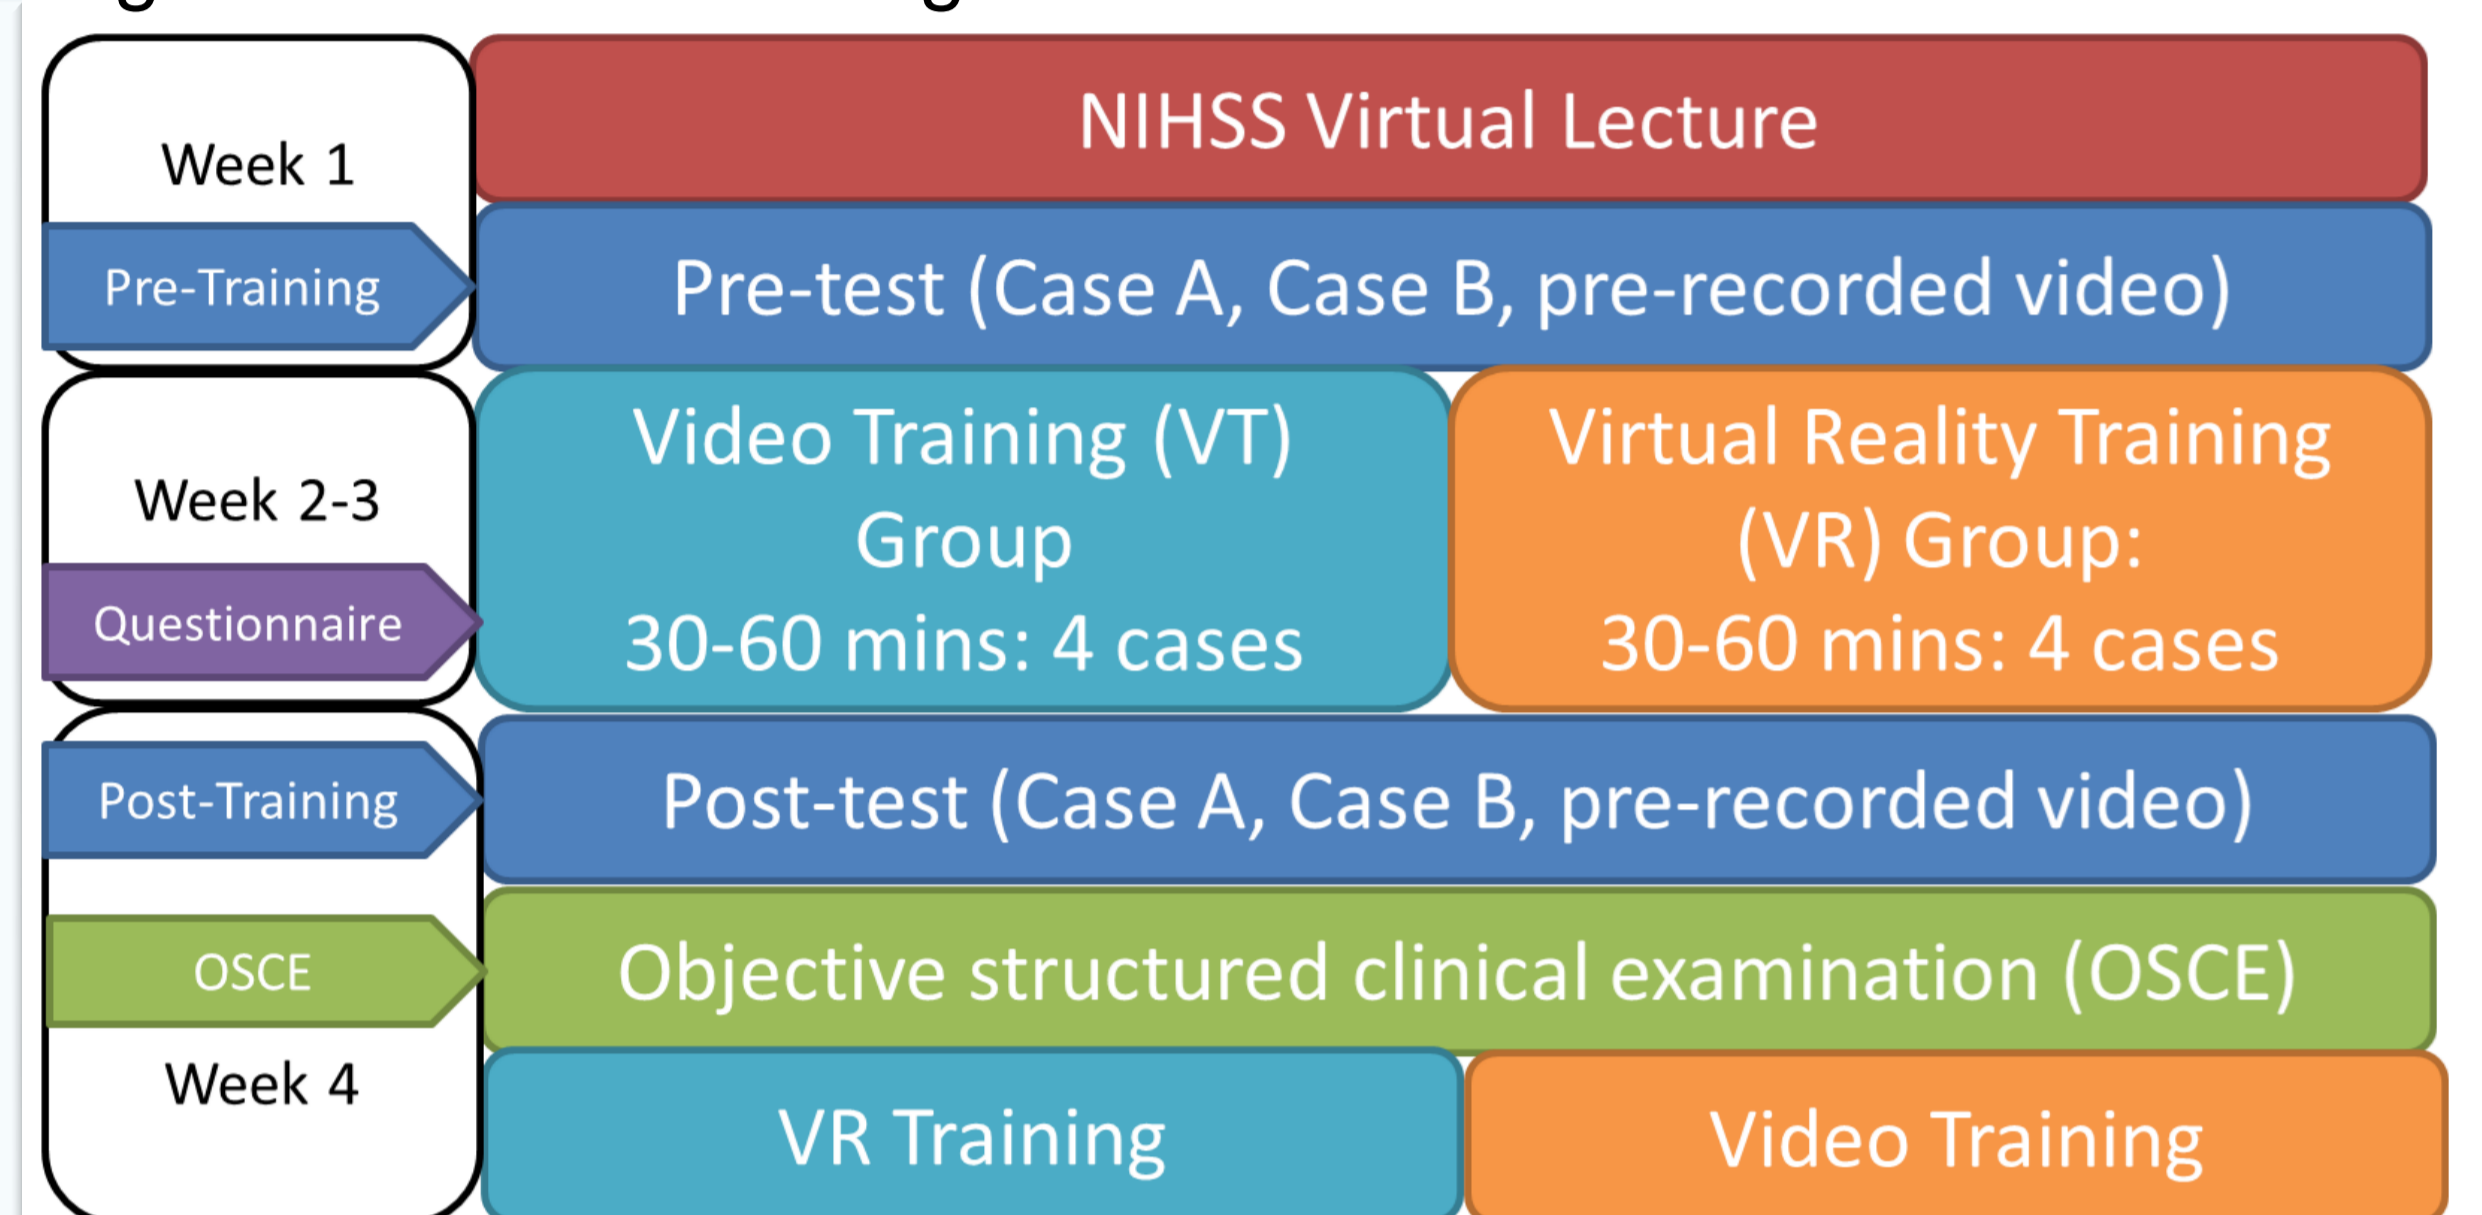 Week 1
NIHSS Virtual Lecture
Pre-Training
Pre-test (Case A, Case B, pre-recorded video)
Week 2-3
Questionnaire
Video Training (VT)
Group
30-60 mins: 4 cases
Virtual Reality Training
(VR) Group:
30-60 mins: 4 cases
Post-Training
Post-test (Case A, Case B, pre-recorded video)
OSCE
Objective structured clinical examination (OSCE)
Week 4
VR Training
Video Training